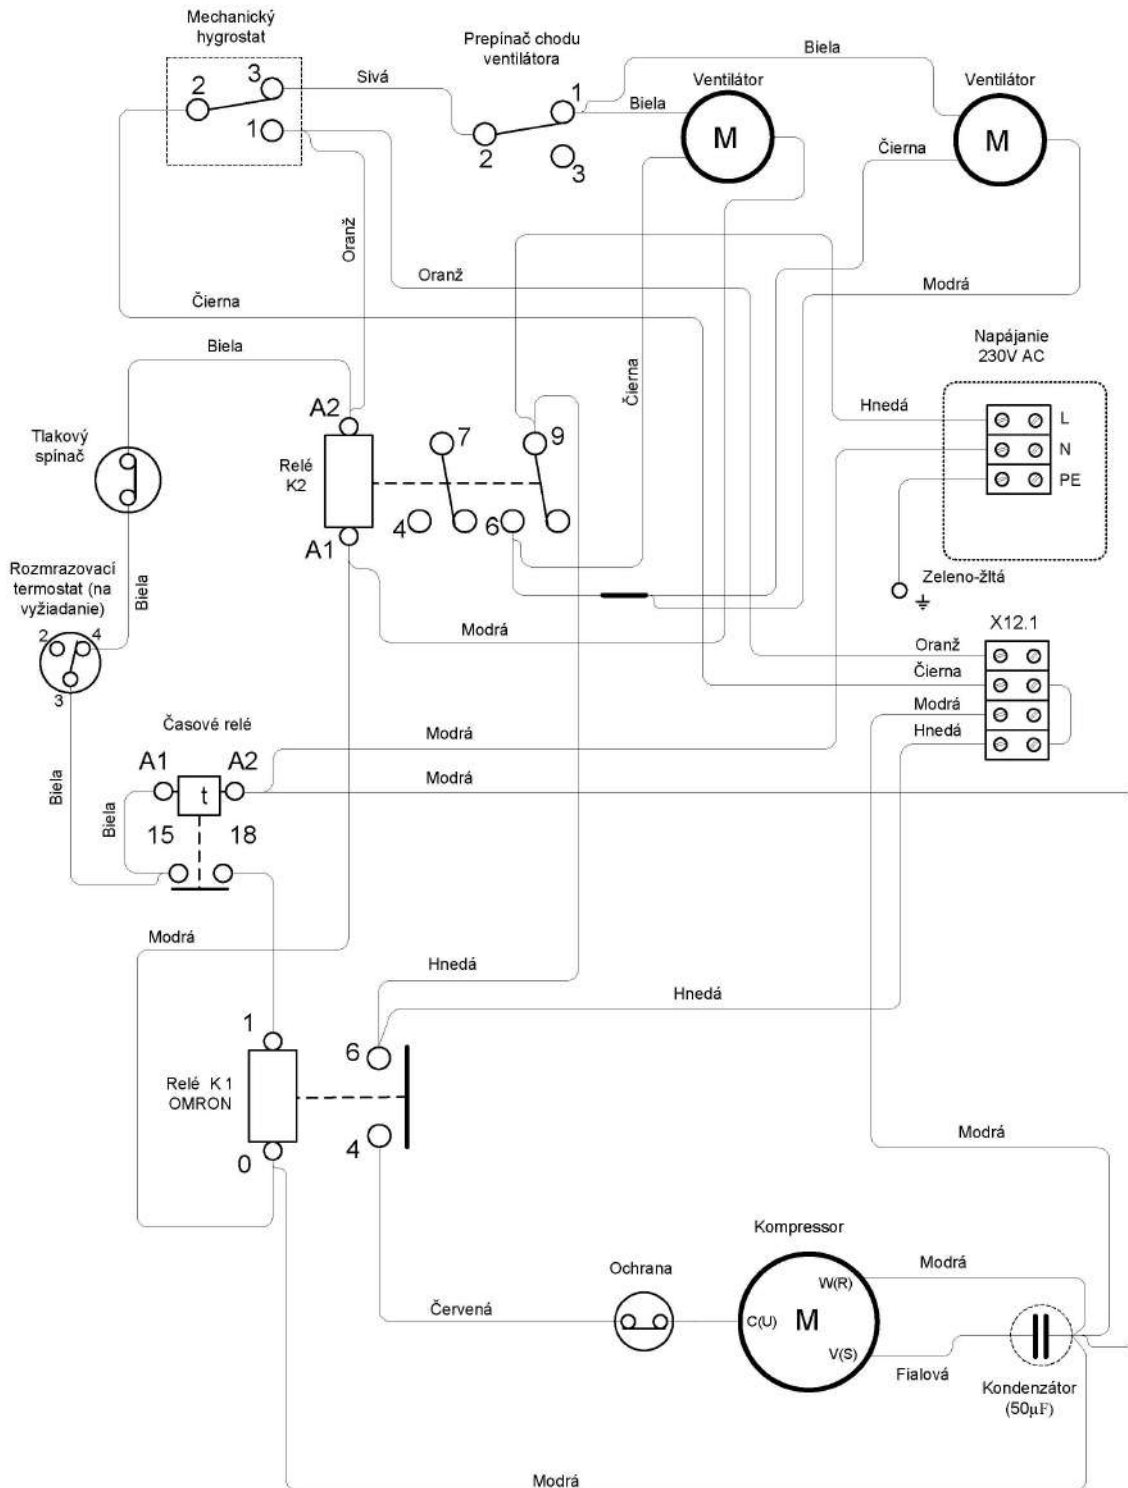 Mechanický
hygrostat
Prepínač chodu
ventilátora
Biela
Ventilátor
Ventilátor
3
2
1
Sivá
1
2
3
Biela
M
M
Čierna
Oranž
Oranž
Čierna
Modrá
Biela
Čierna
Napájanie
230V AC
Hnedá
L
N
PE
Tlakový
spínač
A2
Relé
K2
A1
7
9
4
6
Zeleno-žltá
Rozmrazovací
termostat (na
vyžiadanie)
Biela
2
4
3
Modrá
X12.1
Oranž
Čierna
Modrá
Hnedá
Časové relé
Modrá
A1
A2
t
Modrá
Biela
Biela
15
18
Modrá
Hnedá
Hnedá
1
6
Relé K1
OMRON
0
4
Modrá
Kompressor
Ochrana
Modrá
W(R)
Červená
C(U)
M
V(S)
Fialová
Kondenzátor
(50µF)
Modrá